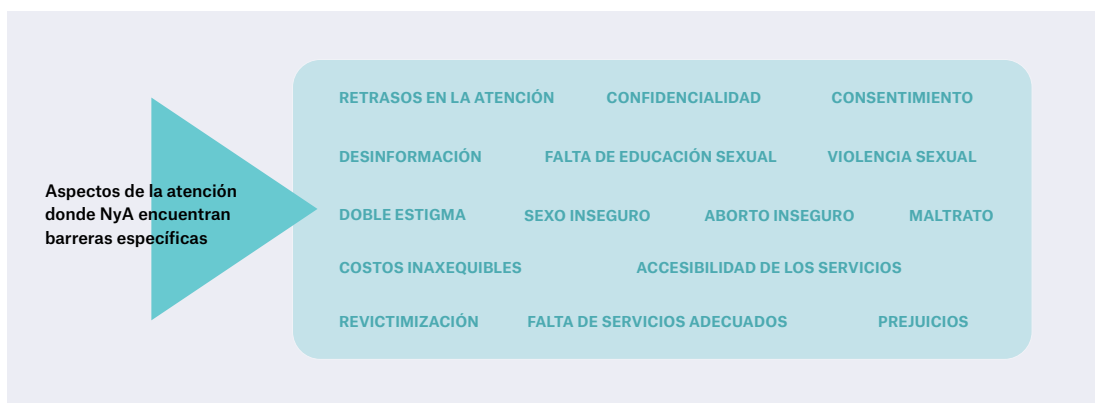 Aspectos de la atención
donde NyA encuentran
barreras específicas
RETRASOS EN LA ATENCIÓN CONFIDENCIALIDAD CONSENTIMIENTO
DESINFORMACIÓN FALTA DE EDUCACIÓN SEXUAL VIOLENCIA SEXUAL
DOBLE ESTIGMA SEXO INSEGURO ABORTO INSEGURO MALTRATO
COSTOS INAXEQUIBLES ACCESIBILIDAD DE LOS SERVICIOS
REVICTIMIZACIÓN FALTA DE SERVICIOS ADECUADOS PREJUICIOS